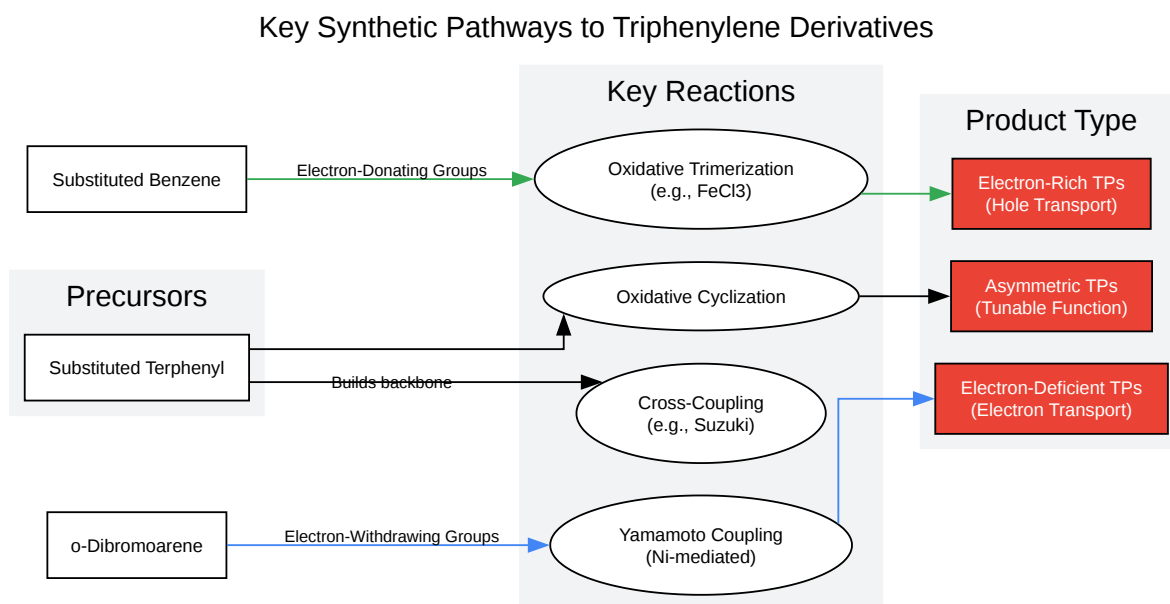 Key Synthetic Pathways to Triphenylene Derivatives
Key Reactions
Product Type
Precursors
Substituted Benzene
Electron-Donating Groups
Oxidative Trimerization
(e.g., FeCl3)
Electron-Rich TPs
(Hole Transport)
Oxidative Cyclization
Asymmetric TPs
(Tunable Function)
Substituted Terphenyl
Builds backbone
Cross-Coupling
(e.g., Suzuki)
Electron-Deficient TPs
(Electron Transport)
o-Dibromoarene
Electron-Withdrawing Groups
Yamamoto Coupling
(Ni-mediated)